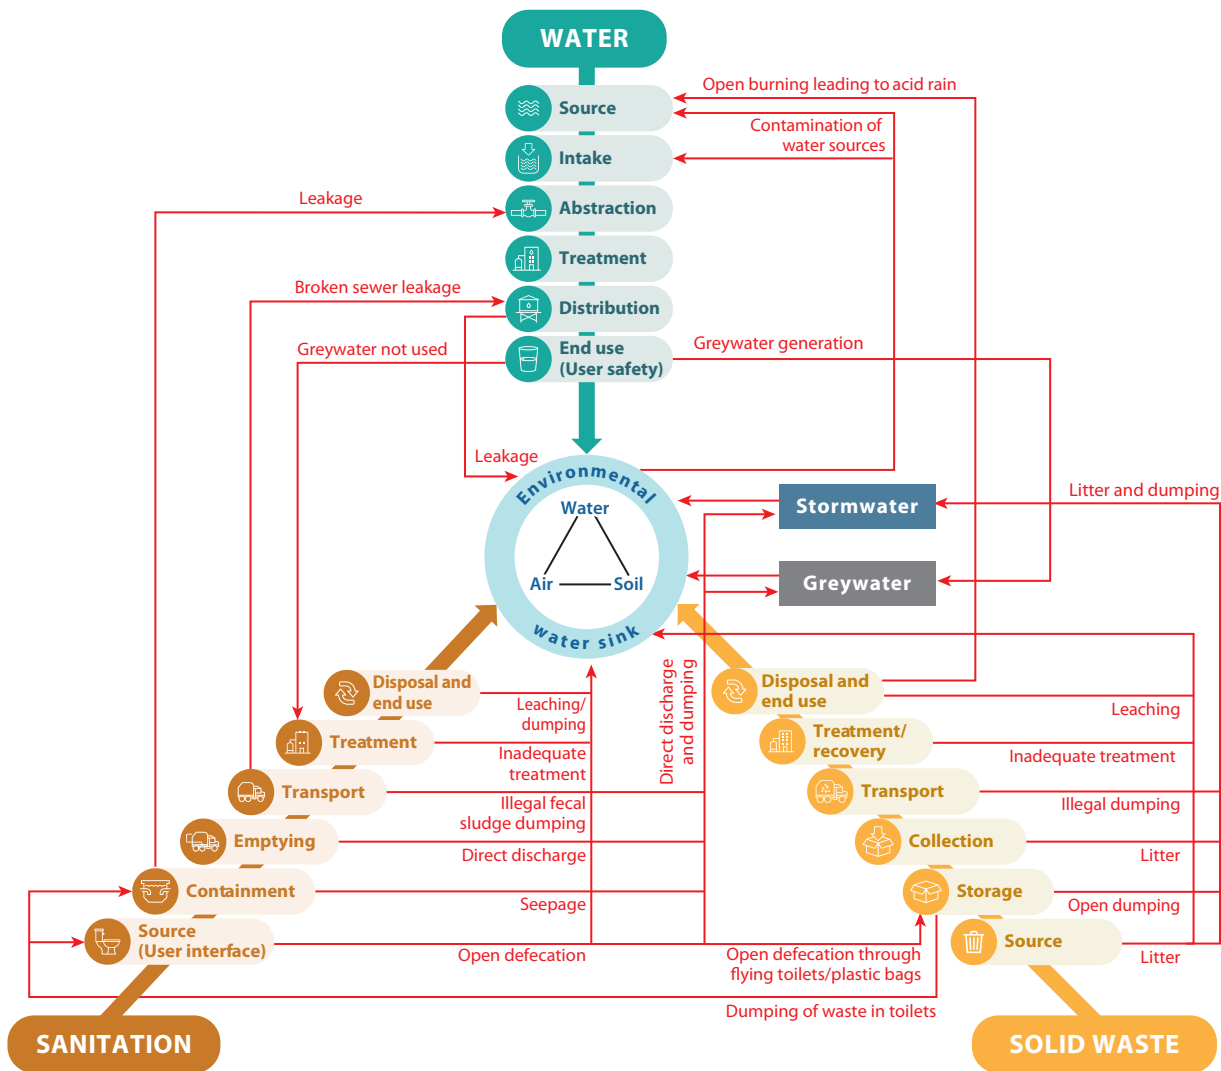 WATER
Open burning leading to acid rain
Source
Contamination of
water sources
Intake
Leakage
Abstraction
Treatment
Broken sewer leakage
Distribution
Greywater not used
End use
(User safety)
Greywater generation
Leakage
Environmental
water sink
Water
Air
Soil
Stormwater
Litter and dumping
Greywater
Direct discharge
and dumping
Disposal and
end use
Leaching/
dumping
Treatment
Inadequate
treatment
Transport
Illegal fecal
sludge dumping
Emptying
Direct discharge
Containment
Seepage
Source
(User interface)
Open defecation
Disposal and
end use
Leaching
Treatment/
recovery
Inadequate treatment
Transport
Illegal dumping
Collection
Litter
Storage
Open dumping
Source
Litter
Open defecation through
flying toilets/plastic bags
Dumping of waste in toilets
SANITATION
SOLID WASTE